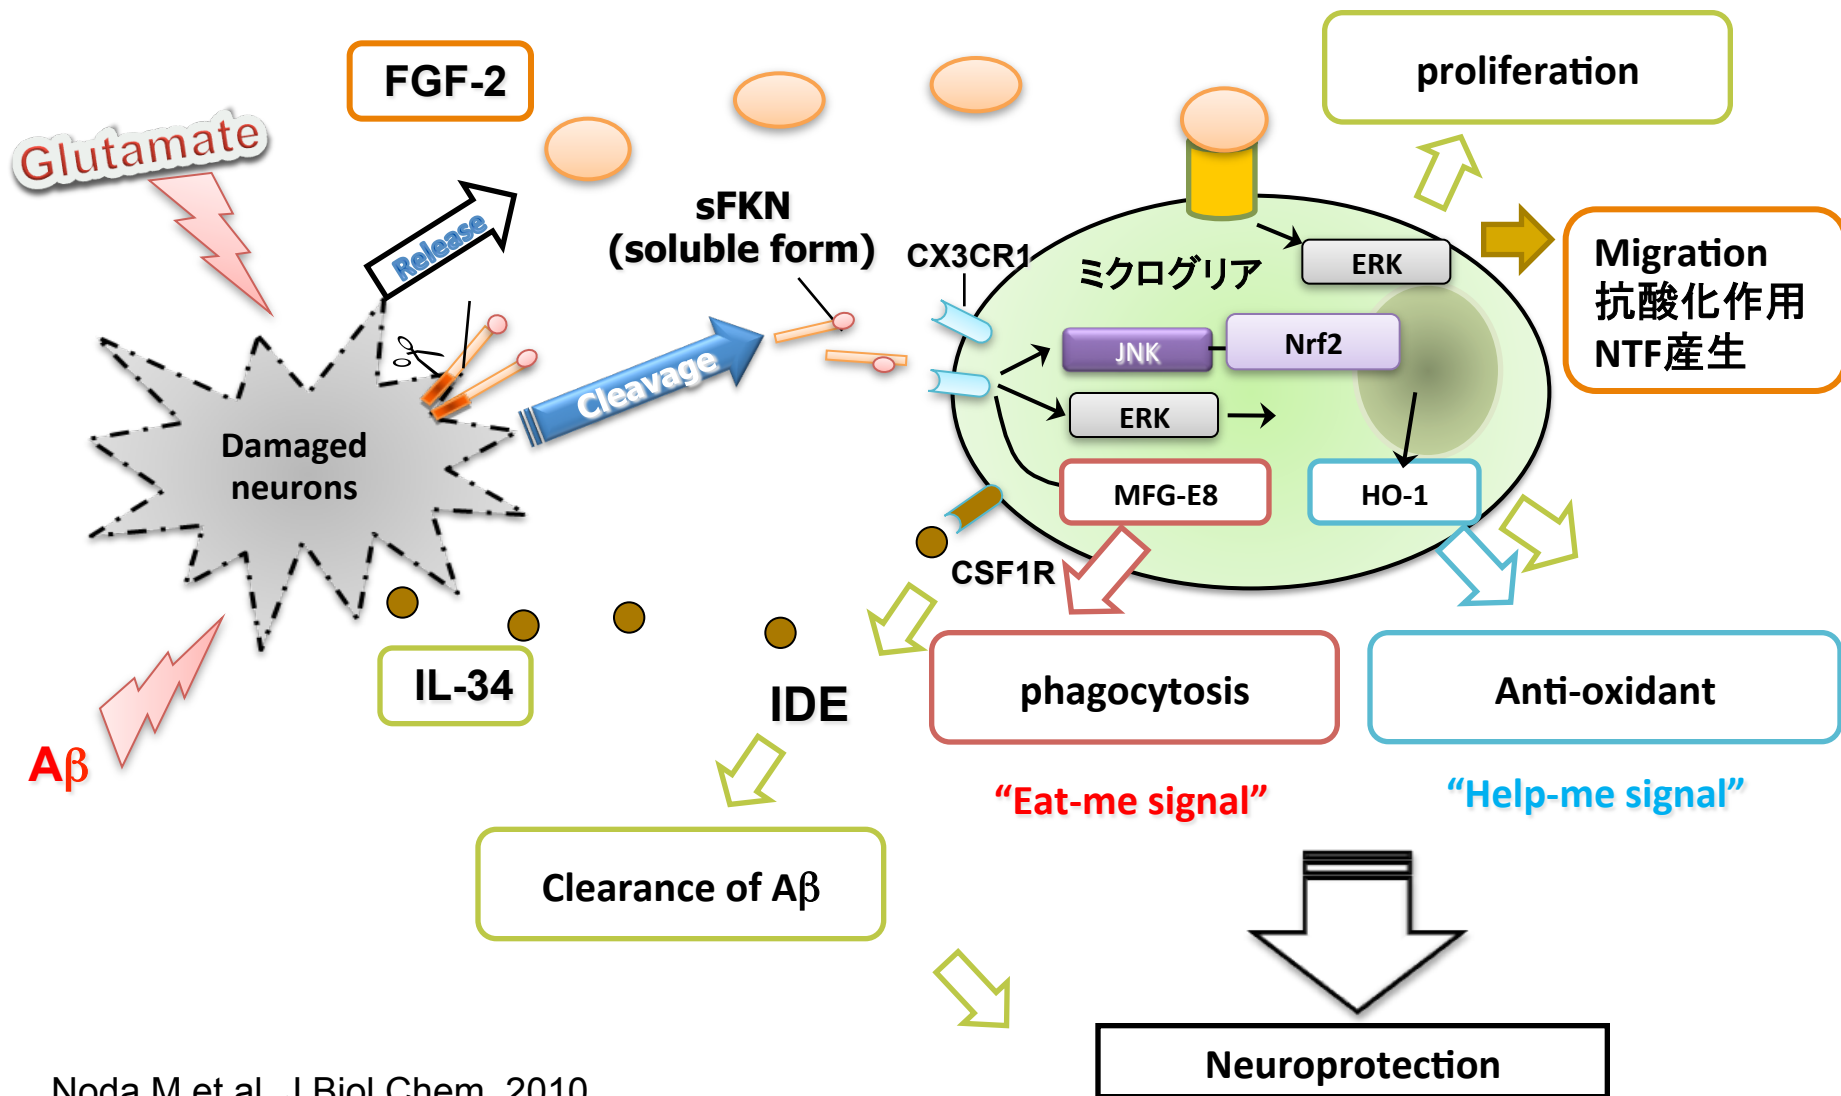 FGF-2
proliferation
Glutamate
Release
sFKN
(soluble form)
CX3CR1
ミクログリア
ERK
Migration
抗酸化作用
NTF産生
JNK
Nrf2
Cleavage
ERK
Damaged
neurons
MFG-E8
HO-1
CSF1R
IL-34
IDE
phagocytosis
Anti-oxidant
Aβ
“Eat-me signal”
“Help-me signal”
Clearance of Aβ
Neuroprotection
Noda M et al, J Biol Chem, 2010